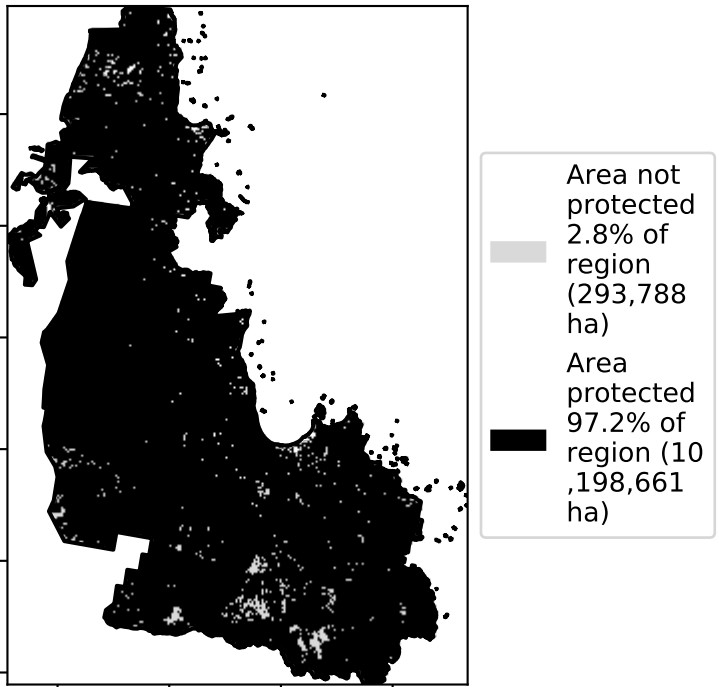 Area not
protected
2.8% of
region
(293,788
ha)
Area
protected
97.2% of
region (10
,198,661
ha)